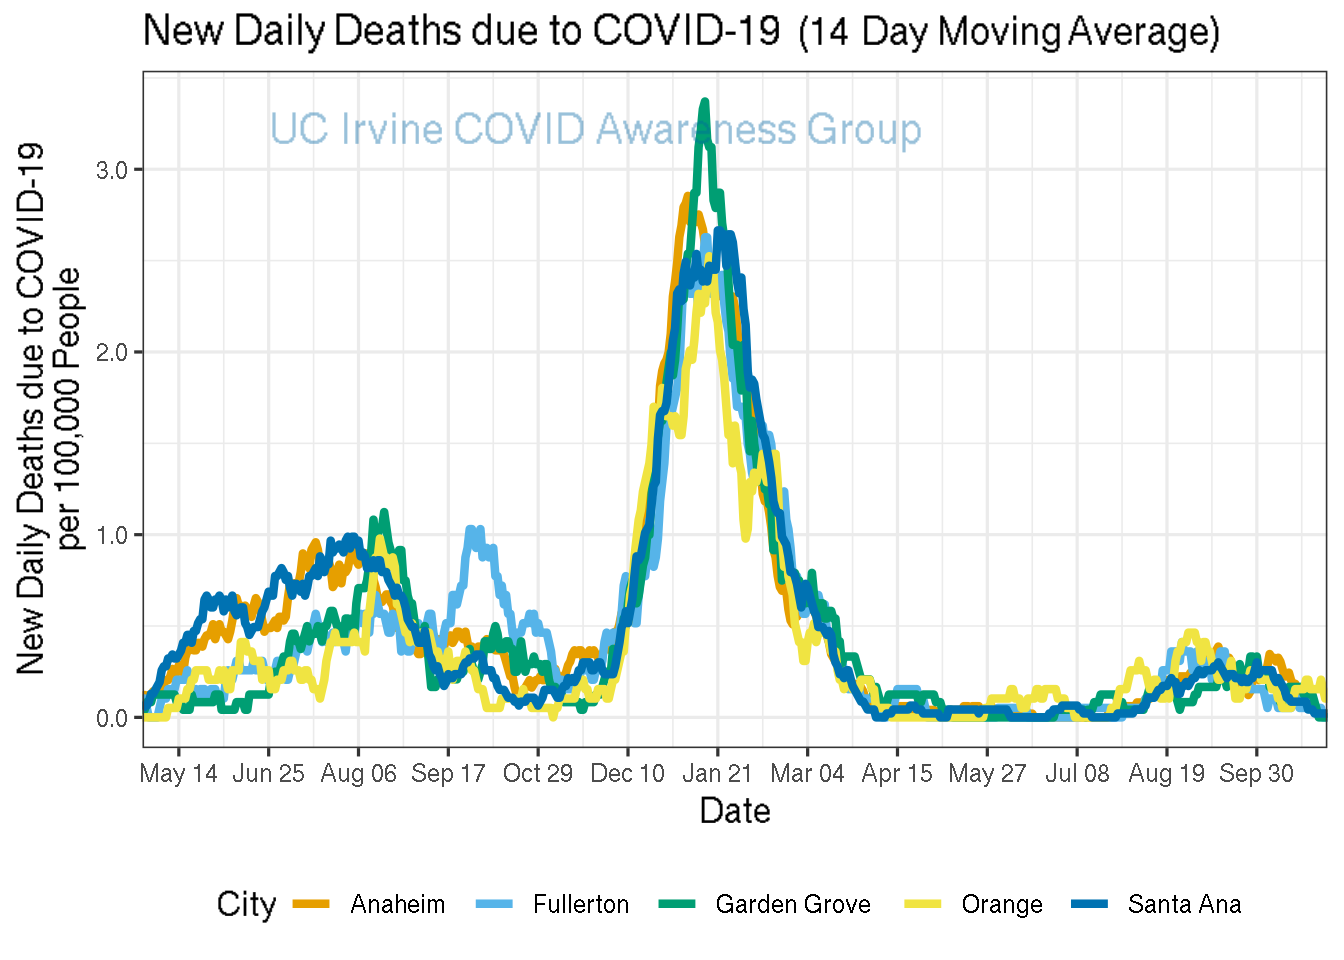 New Daily Deaths due to COVID-19 (14 Day Moving Average)
UC Irvine COVID Awareness Group
New Daily Deaths due to COVID-19
per 100,000 People
3.0
2.0
1.0
0.0
May 14 Jun 25 Aug 06 Sep 17 Oct 29 Dec 10 Jan 21 Mar 04 Apr 15 May 27 Jul 08 Aug 19 Sep 30
Date
City Anaheim Fullerton Garden Grove Orange Santa Ana